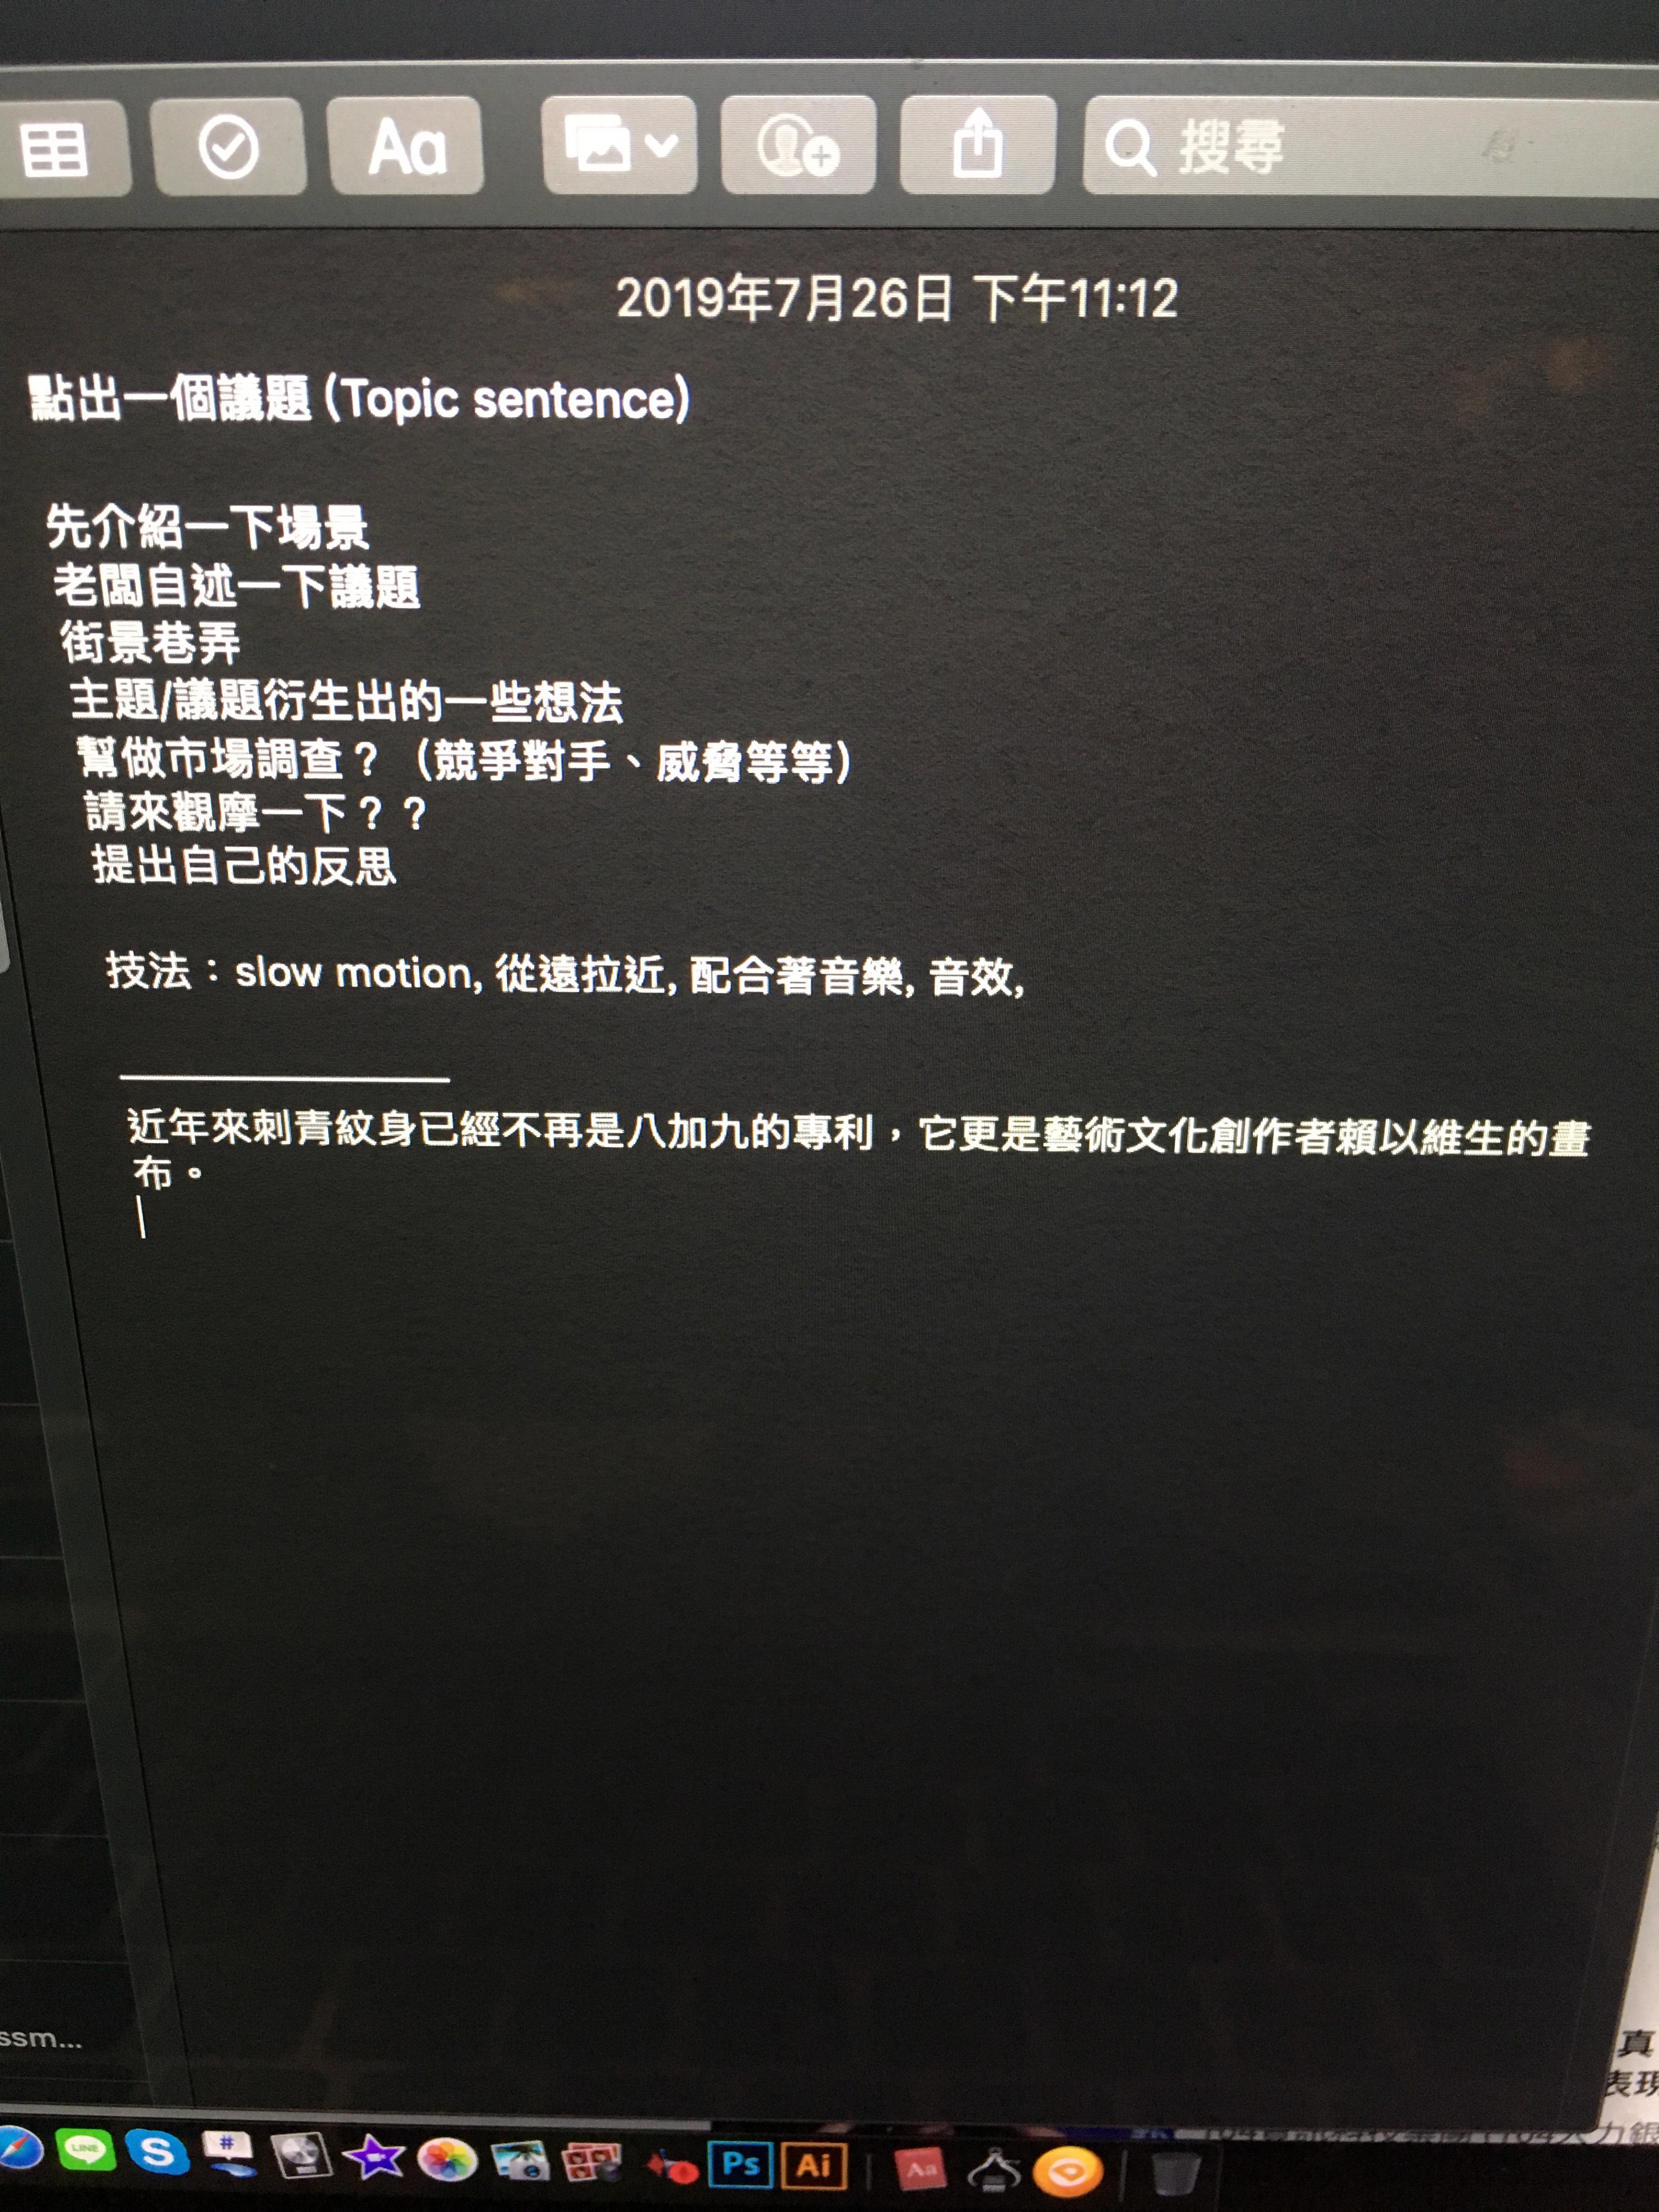 Aa
搜尋
2019年7月26日 下午11:12
點出一個議題 (Topic sentence)
先介紹一下場景
老闆自述一下議題
街景巷弄
主題/議題衍生出的一些想法
幫做市場調查？（競爭對手、威脅等等）
請來觀摩一下？？
提出自己的反思
技法：slow motion, 從遠拉近, 配合著音樂, 音效,
近年來刺青紋身已經不再是八加九的專利，它更是藝術文化創作者賴以維生的畫
布。
ssm...
真
表現
LINE
S
#
Ps
Ai
Aa